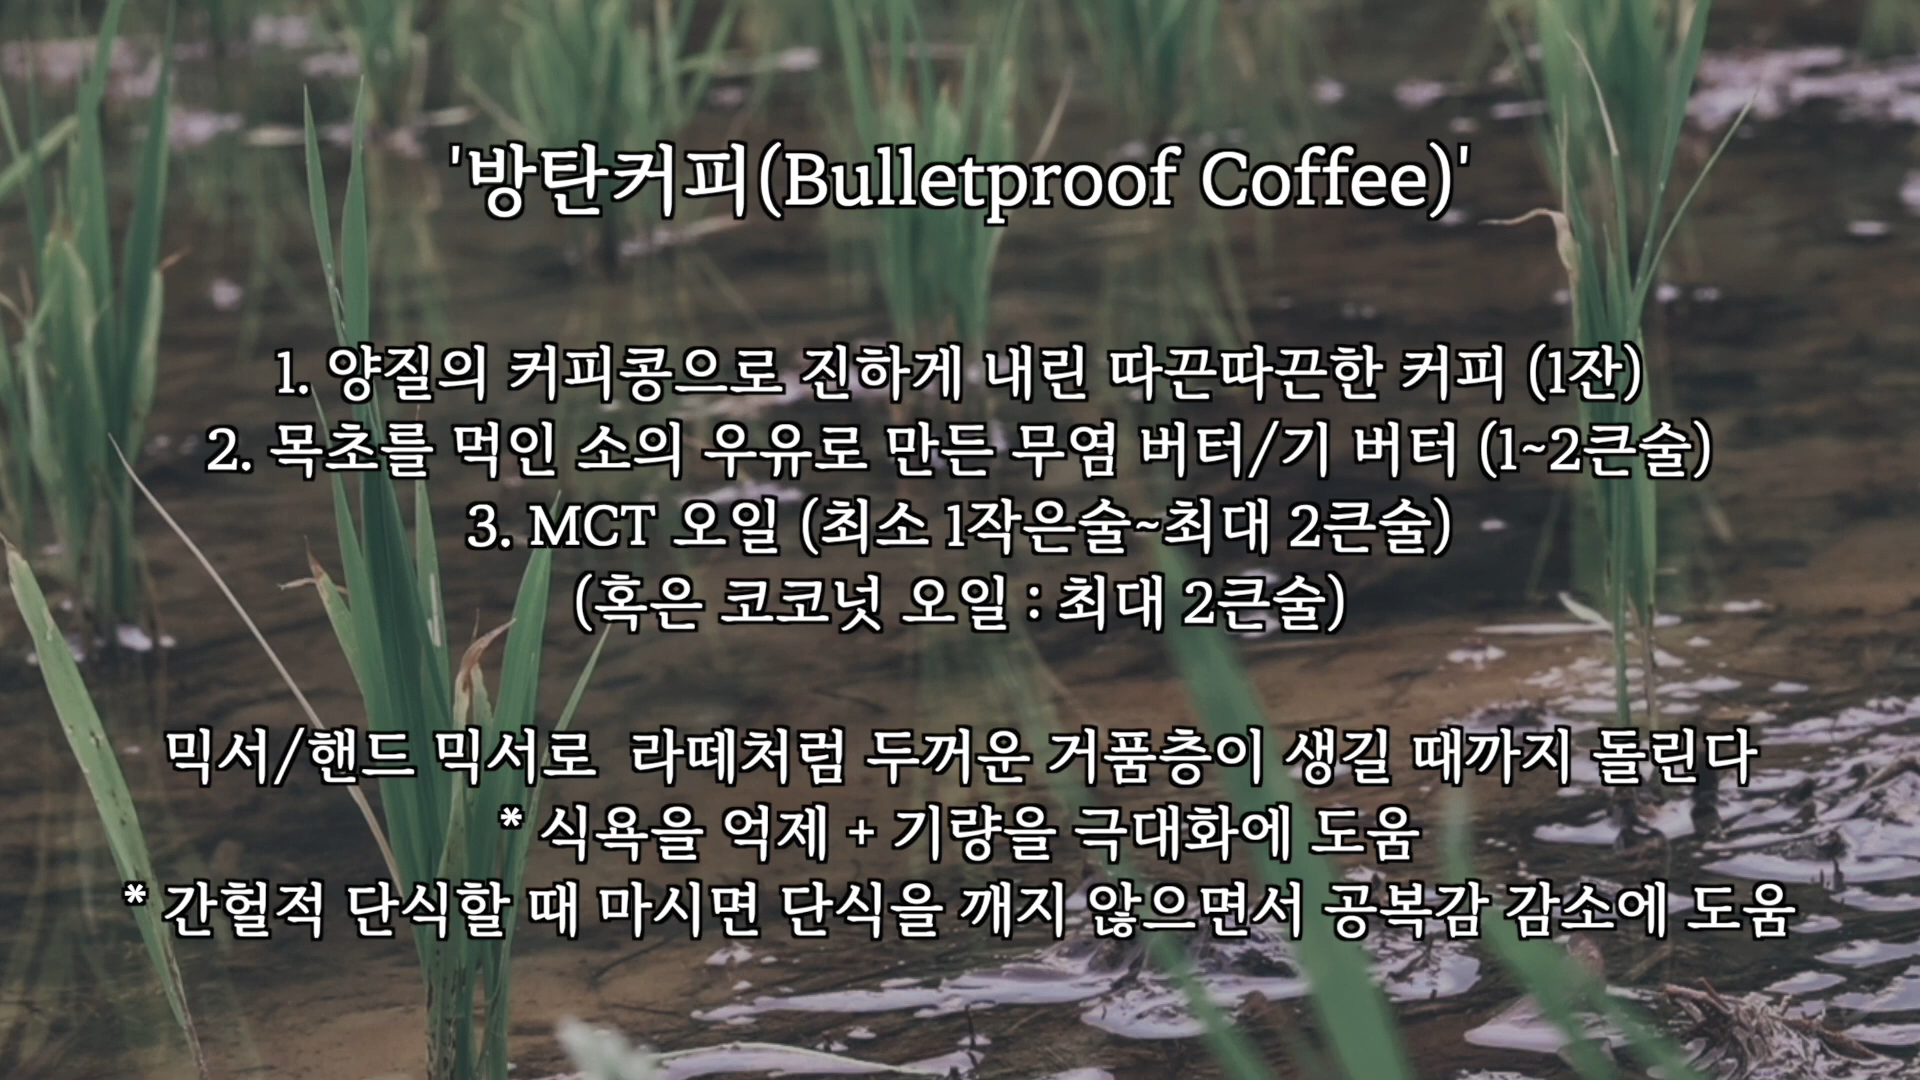 '방탄커피(Bulletproof Coffee)'
1. 양질의 커피콩으로 진하게 내린 따끈따끈한 커피 (1잔)
2. 목초를 먹인 소의 우유로 만든 무염 버터/기 버터 (1~2큰술)
3. MCT 오일 (최소 1작은술~최대 2큰술)
(혹은 코코넛 오일 : 최대 2큰술)
믹서/핸드 믹서로  라떼처럼 두꺼운 거품층이 생길 때까지 돌린다
* 식욕을 억제 + 기량을 극대화에 도움
* 간헐적 단식할 때 마시면 단식을 깨지 않으면서 공복감 감소에 도움